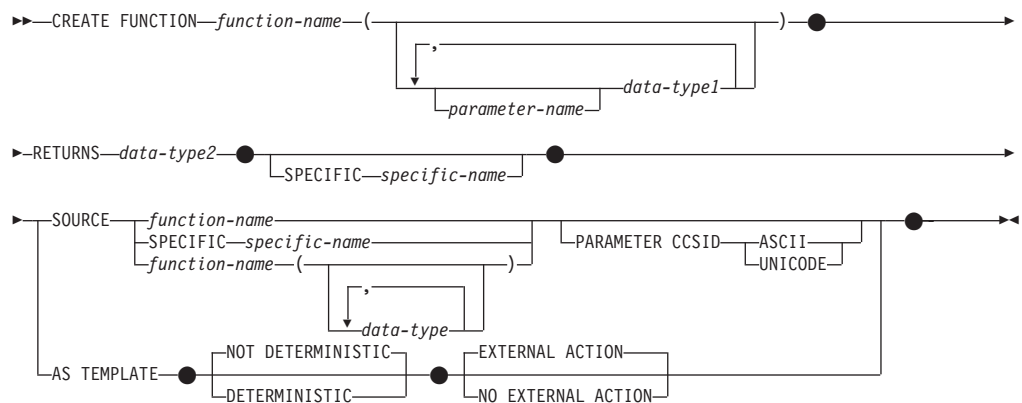 CREATE FUNCTION function-name ( )
,
data-type1
parameter-name
RETURNS data-type2
SPECIFIC specific-name
SOURCE function-name
SPECIFIC specific-name PARAMETER CCSID ASCII
function-name ( ) UNICODE
,
data-type
NOT DETERMINISTIC EXTERNAL ACTION
AS TEMPLATE
DETERMINISTIC NO EXTERNAL ACTION